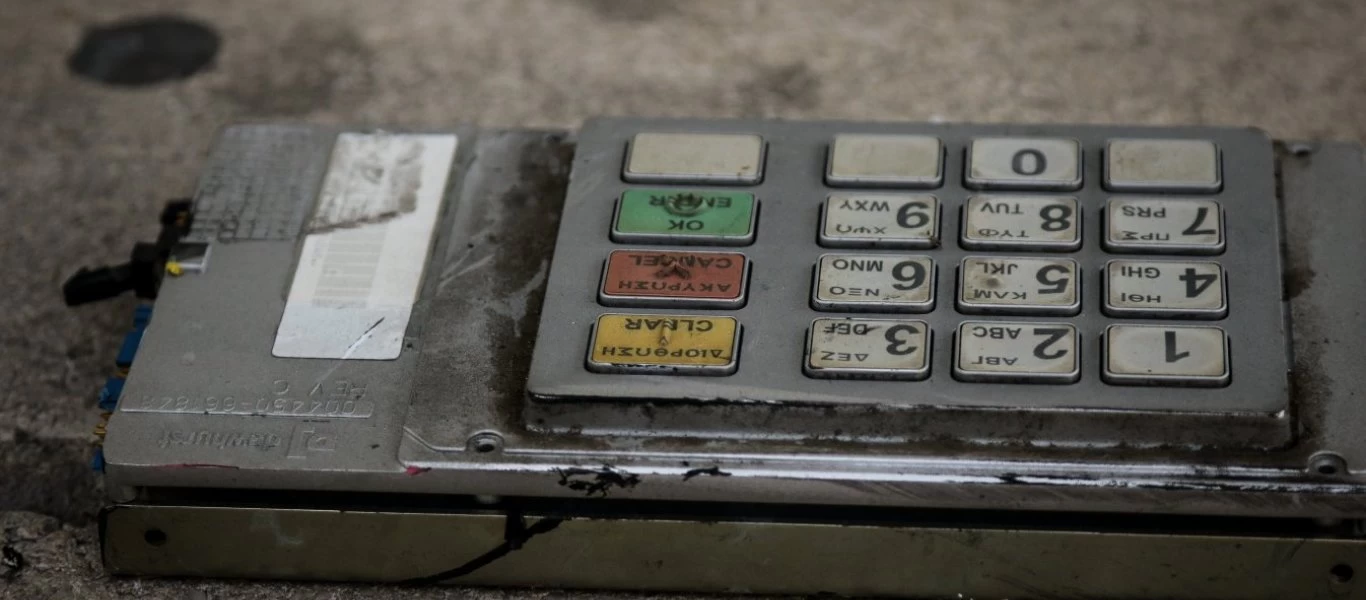 1
2 ΑΒΓ
ABC
3 ΔΕΖ
DEF
ΔΙΟΡΘΩΣΗ
CLEAR
4 ΗΘΙ
GHI
5 ΚΛΜ
JKL
6 ΝΞΟ
MNO
ΑΚΥΡΩΣΗ
CANCEL
7 ΠΡΣ
PRS
8 ΤΥΦ
TUV
9 ΧΨΩ
WXY
OK
ENTER
0
dewhurst
REV C